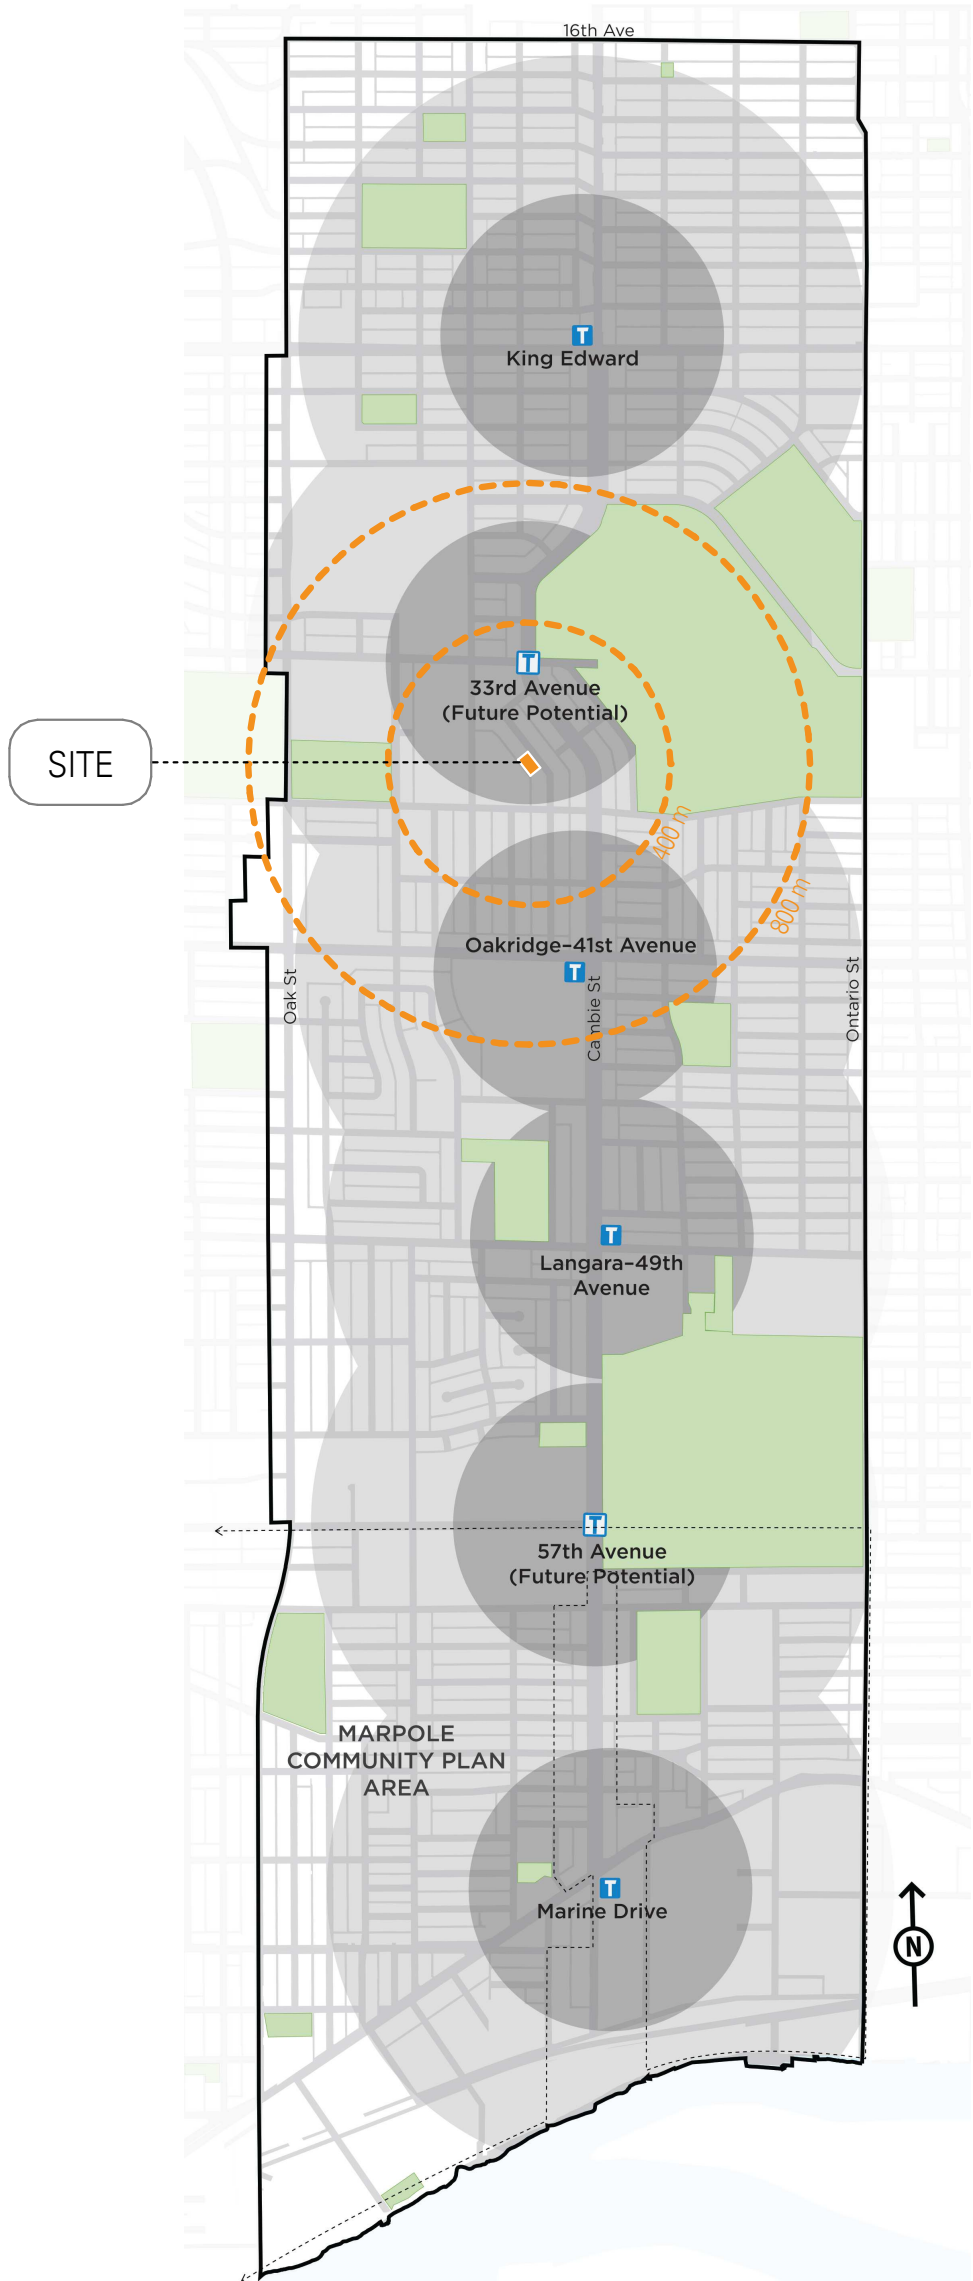 16th Ave
T
King Edward
T
33rd Avenue
(Future Potential)
SITE
400 m
800 m
Oakridge–41st Avenue
T
Oak St
Cambie St
Ontario St
T
Langara–49th
Avenue
T
57th Avenue
(Future Potential)
MARPOLE
COMMUNITY PLAN
AREA
T
Marine Drive
N